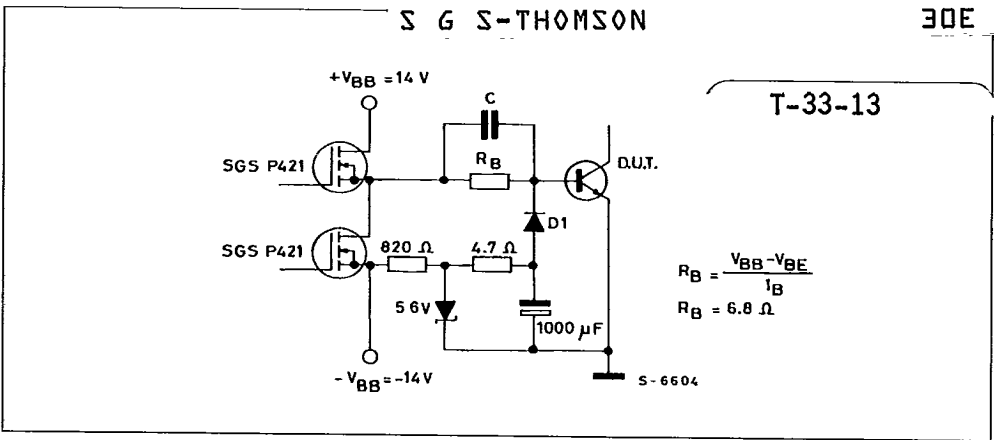 S G S-THOMSON
30E
T-33-13
+VBB = 14 V
C
SGS P421
RB
D.U.T.
D1
SGS P421
820 Ω
4.7 Ω
5 6V
1000 μF
RB = VBB-VBE
IB
RB = 6.8 Ω
-VBB = -14V
S-6604